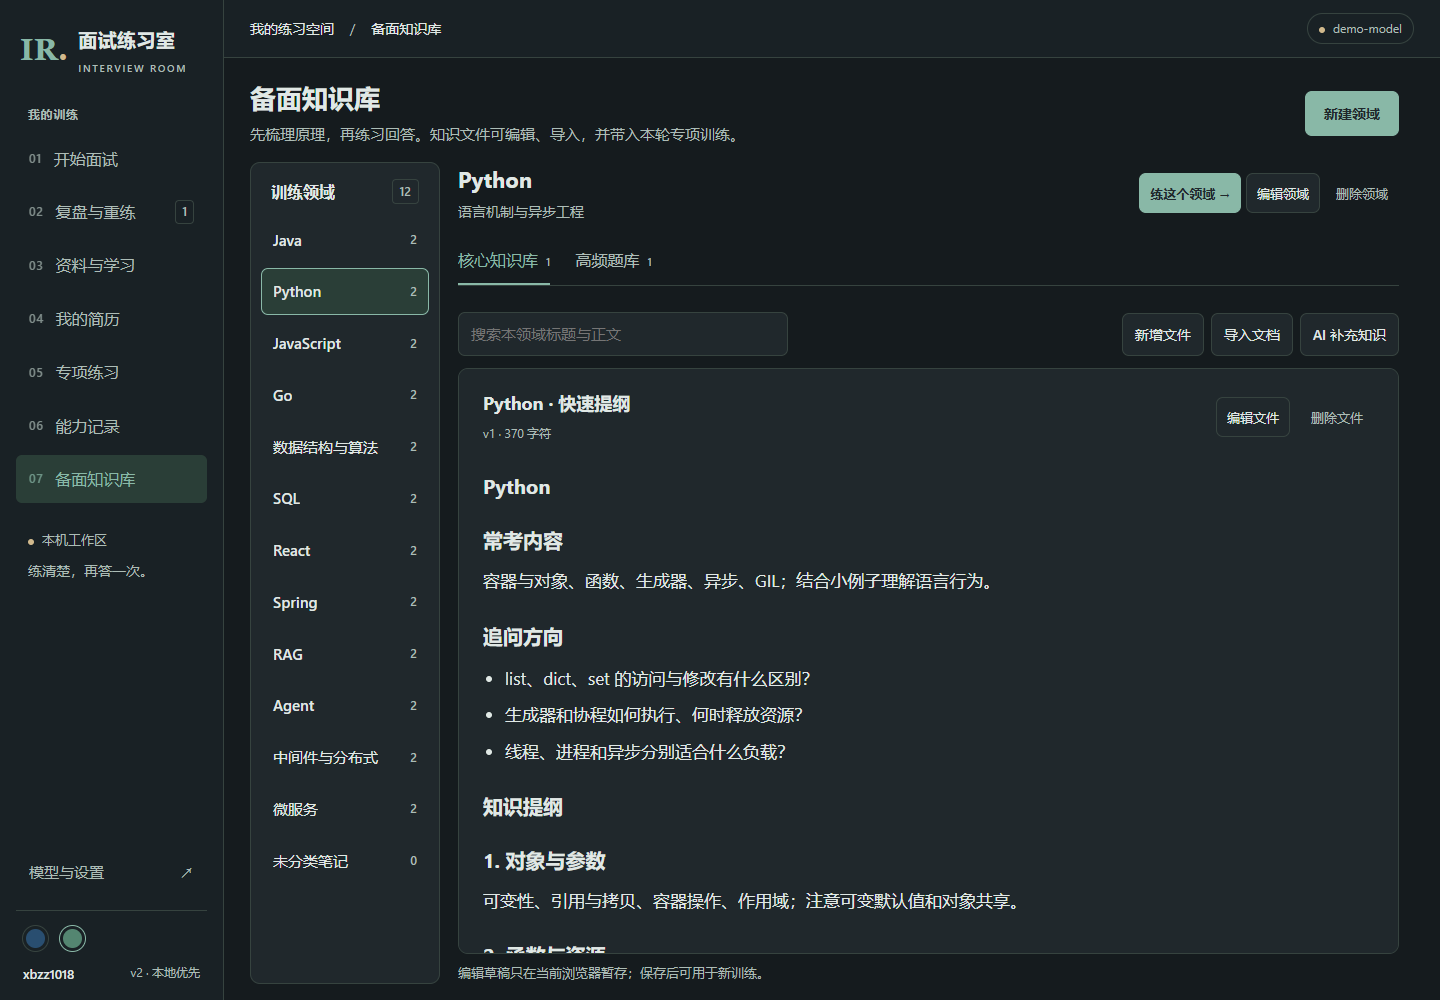 IR.
面试练习室
INTERVIEW ROOM
我的训练
01 开始面试
02 复盘与重练 1
03 资料与学习
04 我的简历
05 专项练习
06 能力记录
07 备面知识库
本机工作区
练清楚，再答一次。
模型与设置 ↗
xbzz1018 v2 · 本地优先
我的练习空间 / 备面知识库
demo-model
备面知识库
先梳理原理，再练习回答。知识文件可编辑、导入，并带入本轮专项训练。
新建领域
训练领域 12
Java 2
Python 2
JavaScript 2
Go 2
数据结构与算法 2
SQL 2
React 2
Spring 2
RAG 2
Agent 2
中间件与分布式 2
微服务 2
未分类笔记 0
Python
语言机制与异步工程
练这个领域 → 编辑领域 删除领域
核心知识库 1 高频题库 1
搜索本领域标题与正文
新增文件 导入文档 AI 补充知识
Python · 快速提纲
v1 · 370 字符
编辑文件 删除文件
Python
常考内容
容器与对象、函数、生成器、异步、GIL；结合小例子理解语言行为。
追问方向
• list、dict、set 的访问与修改有什么区别？
• 生成器和协程如何执行、何时释放资源？
• 线程、进程和异步分别适合什么负载？
知识提纲
1. 对象与参数
可变性、引用与拷贝、容器操作、作用域；注意可变默认值和对象共享。
2. 函数与资源
编辑草稿只在当前浏览器暂存；保存后可用于新训练。